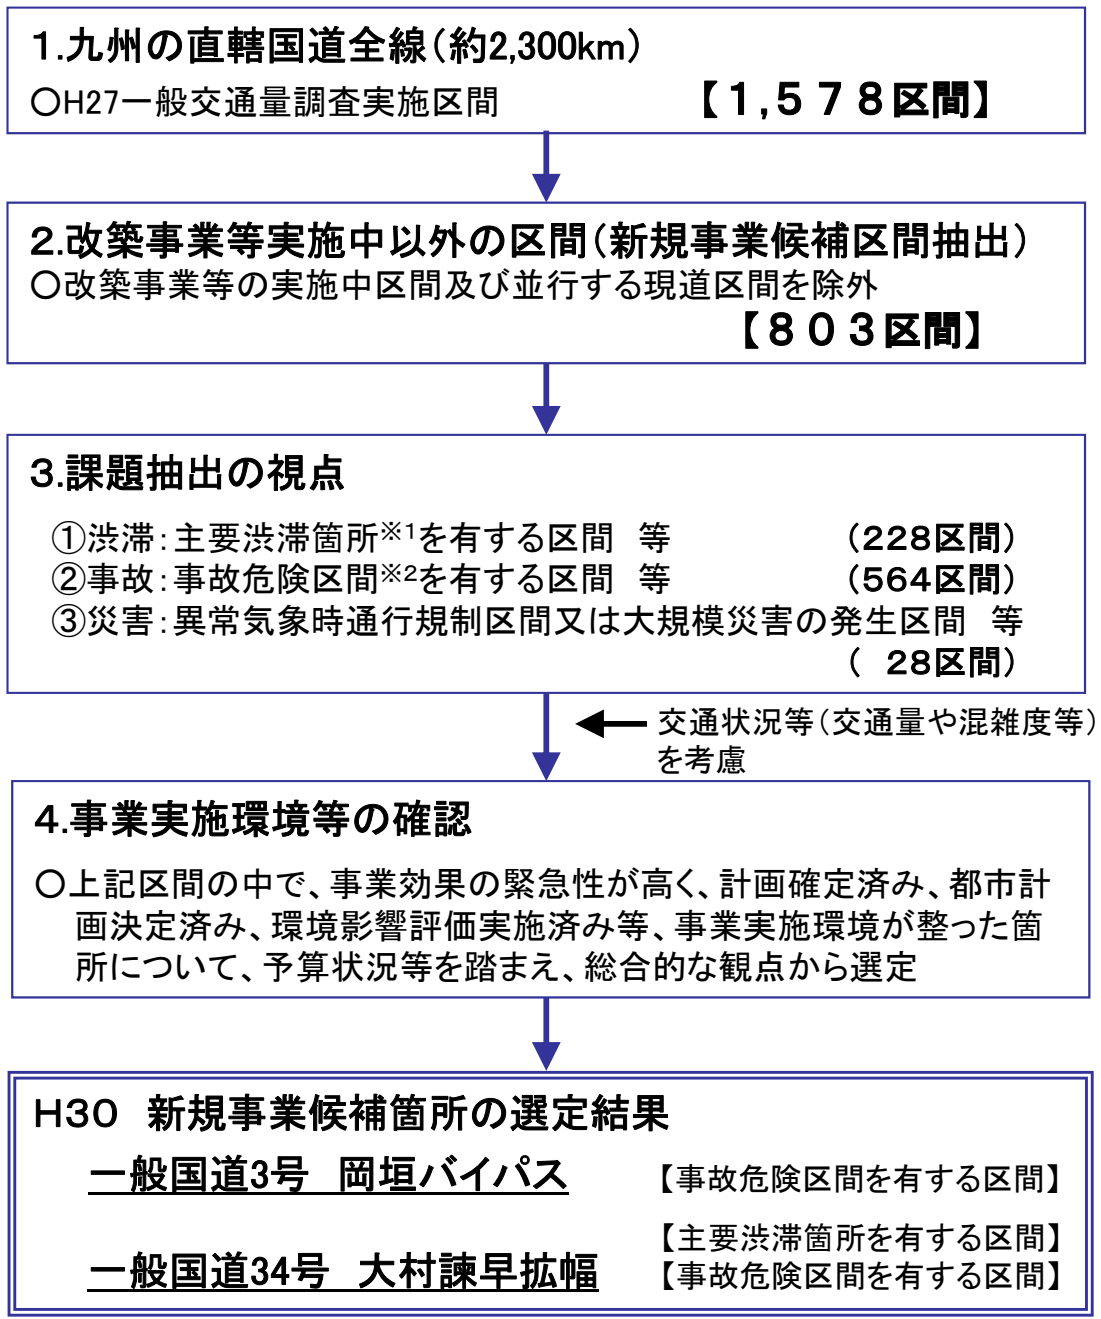 1.九州の直轄国道全線（約2,300km）
○H27一般交通量調査実施区間　【1,578区間】
2.改築事業等実施中以外の区間（新規事業候補区間抽出）
○改築事業等の実施中区間及び並行する現道区間を除外
【803区間】
3.課題抽出の視点
①渋滞：主要渋滞箇所※1を有する区間　等　（228区間）
②事故：事故危険区間※2を有する区間　等　（564区間）
③災害：異常気象時通行規制区間又は大規模災害の発生区間　等
（　28区間）
交通状況等（交通量や混雑度等）
を考慮
4.事業実施環境等の確認
○上記区間の中で、事業効果の緊急性が高く、計画確定済み、都市計
画決定済み、環境影響評価実施済み等、事業実施環境が整った箇
所について、予算状況等を踏まえ、総合的な観点から選定
H30　新規事業候補箇所の選定結果
一般国道3号　岡垣バイパス　【事故危険区間を有する区間】
【主要渋滞箇所を有する区間】
一般国道34号　大村諫早拡幅　【事故危険区間を有する区間】